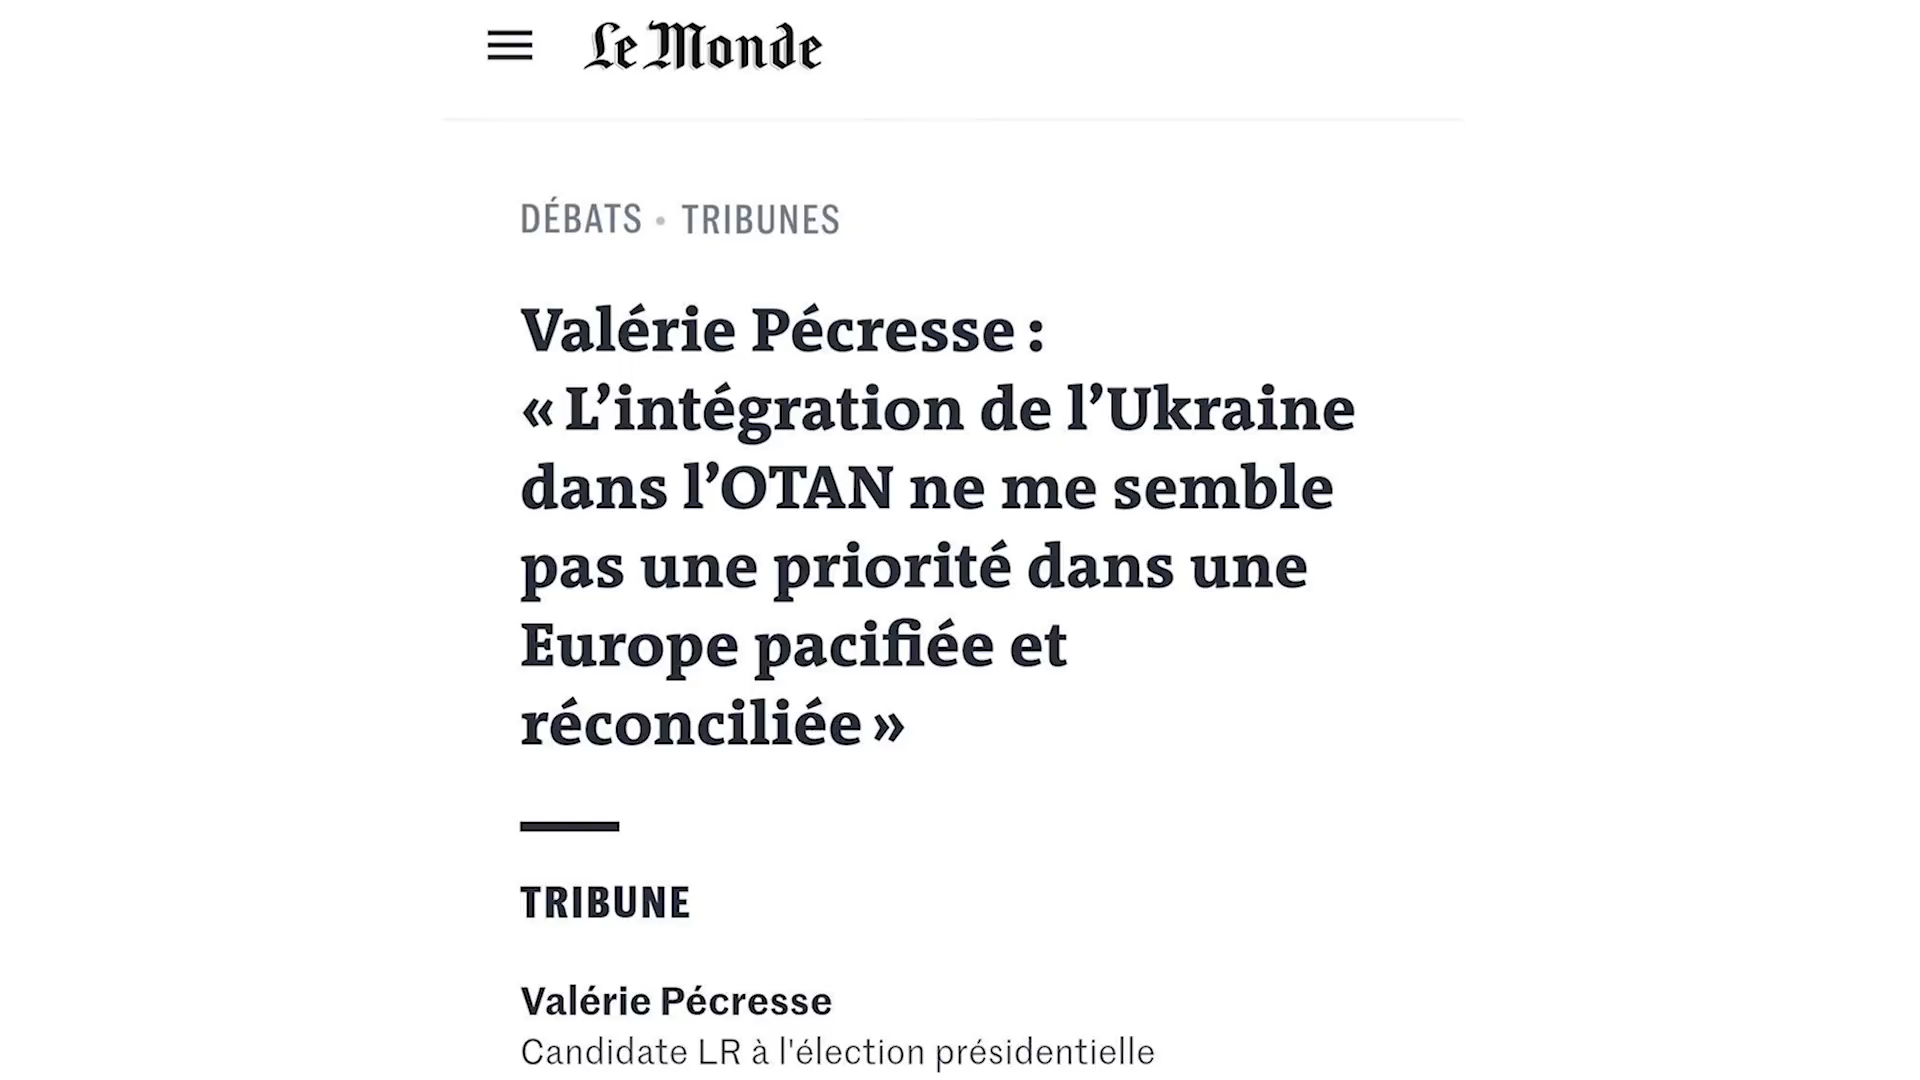 Le Monde
DÉBATS • TRIBUNES
Valérie Pécresse :
« L’intégration de l’Ukraine
dans l’OTAN ne me semble
pas une priorité dans une
Europe pacifiée et
réconciliée »
TRIBUNE
Valérie Pécresse
Candidate LR à l'élection présidentielle